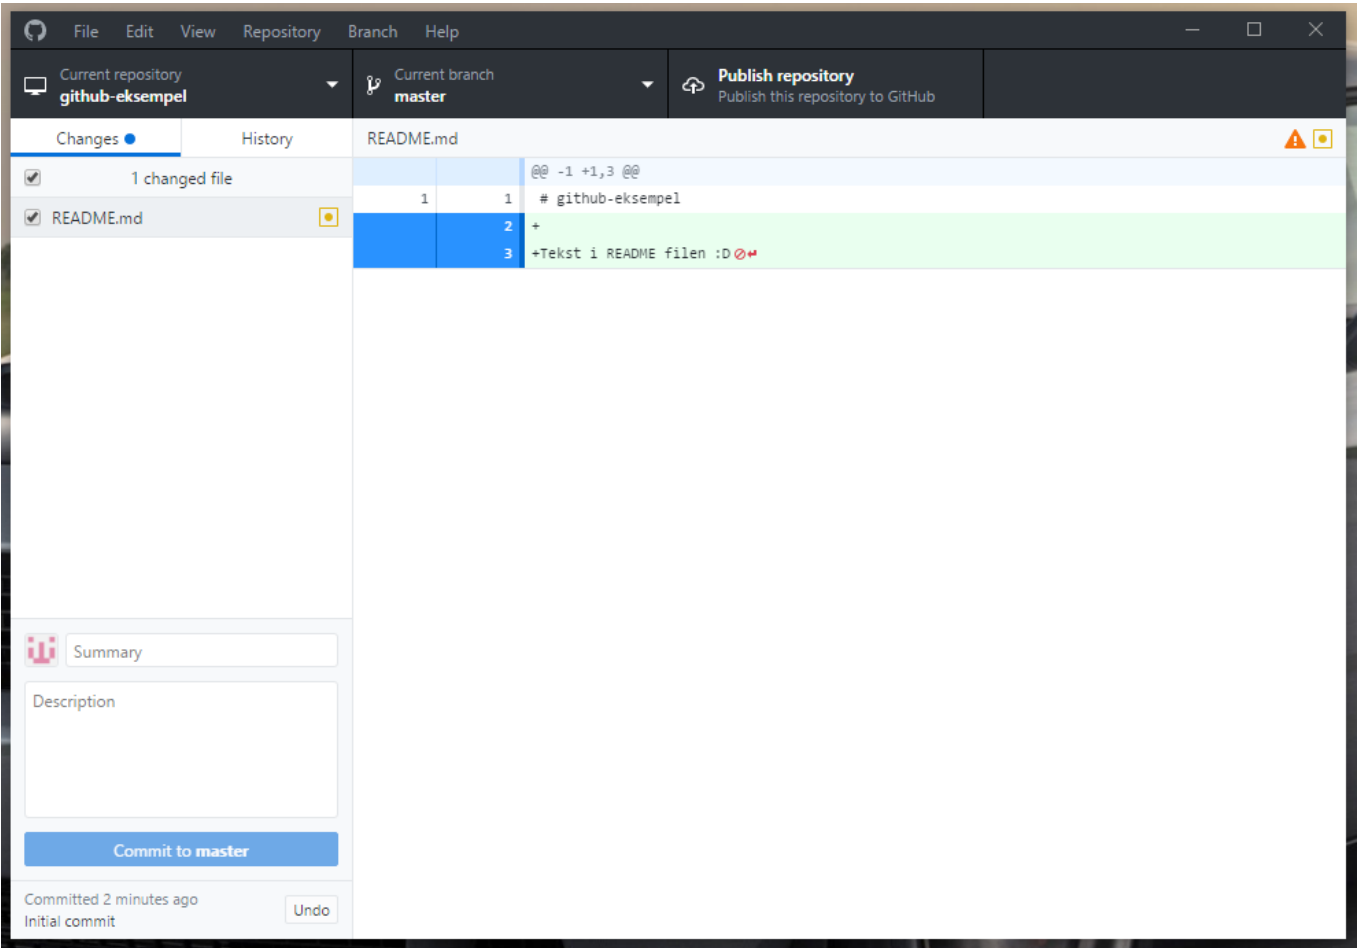 File Edit View Repository Branch Help
Current repository
github-eksempel
Current branch
master
Publish repository
Publish this repository to GitHub
Changes History
1 changed file
README.md
README.md
@@ -1 +1,3 @@
1 1 # github-eksempel
2 +
3 +Tekst i README filen :D
Summary
Description
Commit to master
Committed 2 minutes ago
Initial commit
Undo